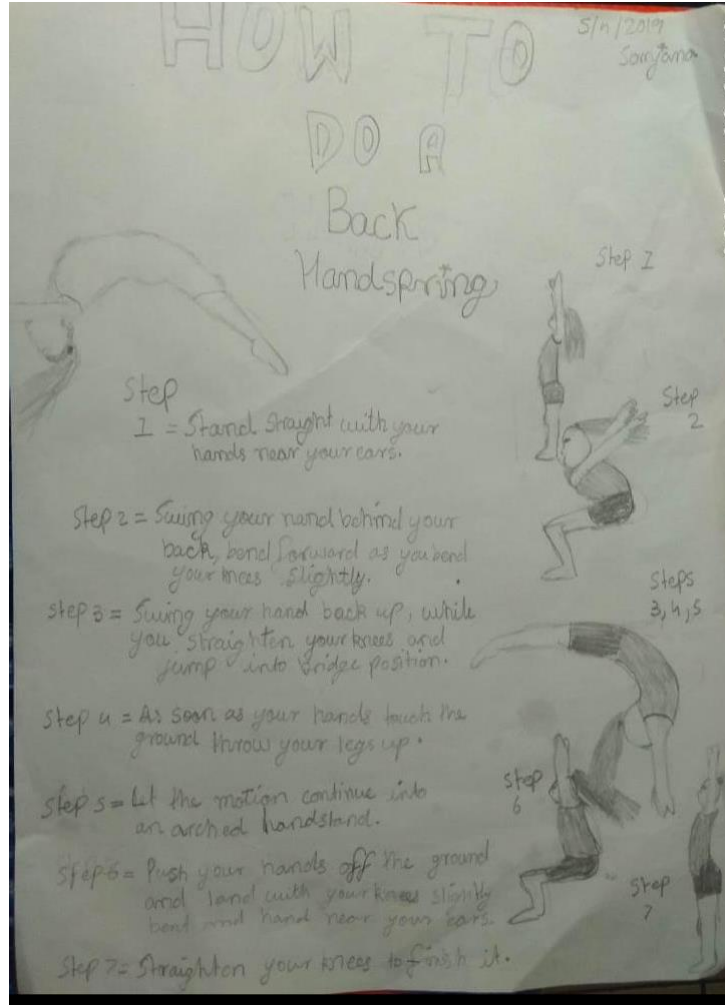 HOW TO
5/4/2019
DO A
Back
Handspring
Step 1
Step
1 = Stand straight with your
hands near your ears.
Step
2
Step 2 = Swing your hand behind your
back, bend forward as you bend
your knees slightly.
Steps
3, 4, 5
Step 3 = Swing your hand back up, while
you straighten your knees and
jump into bridge position.
Step 4 = As soon as your hands touch the
ground throw your legs up.
Step
6
Step 5 = Let the motion continue into
an arched handstand.
Step 6 = Push your hands off the ground
and land with your knees slightly
bent and hand near your ears.
Step
7
Step 7 = Straighten your knees to finish it.